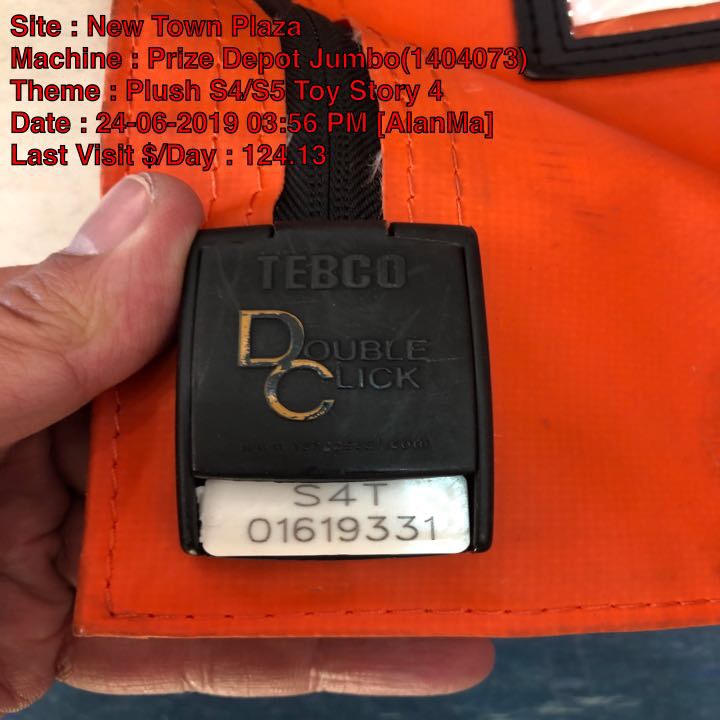 Site : New Town Plaza
Machine : Prize Depot Jumbo(1404073)
Theme : Plush S4/S5 Toy Story 4
Date : 24-06-2019 03:56 PM [AlanMa]
Last Visit $/Day : 124.13
TEBCO
DOUBLE
CLICK
S4T
01619331